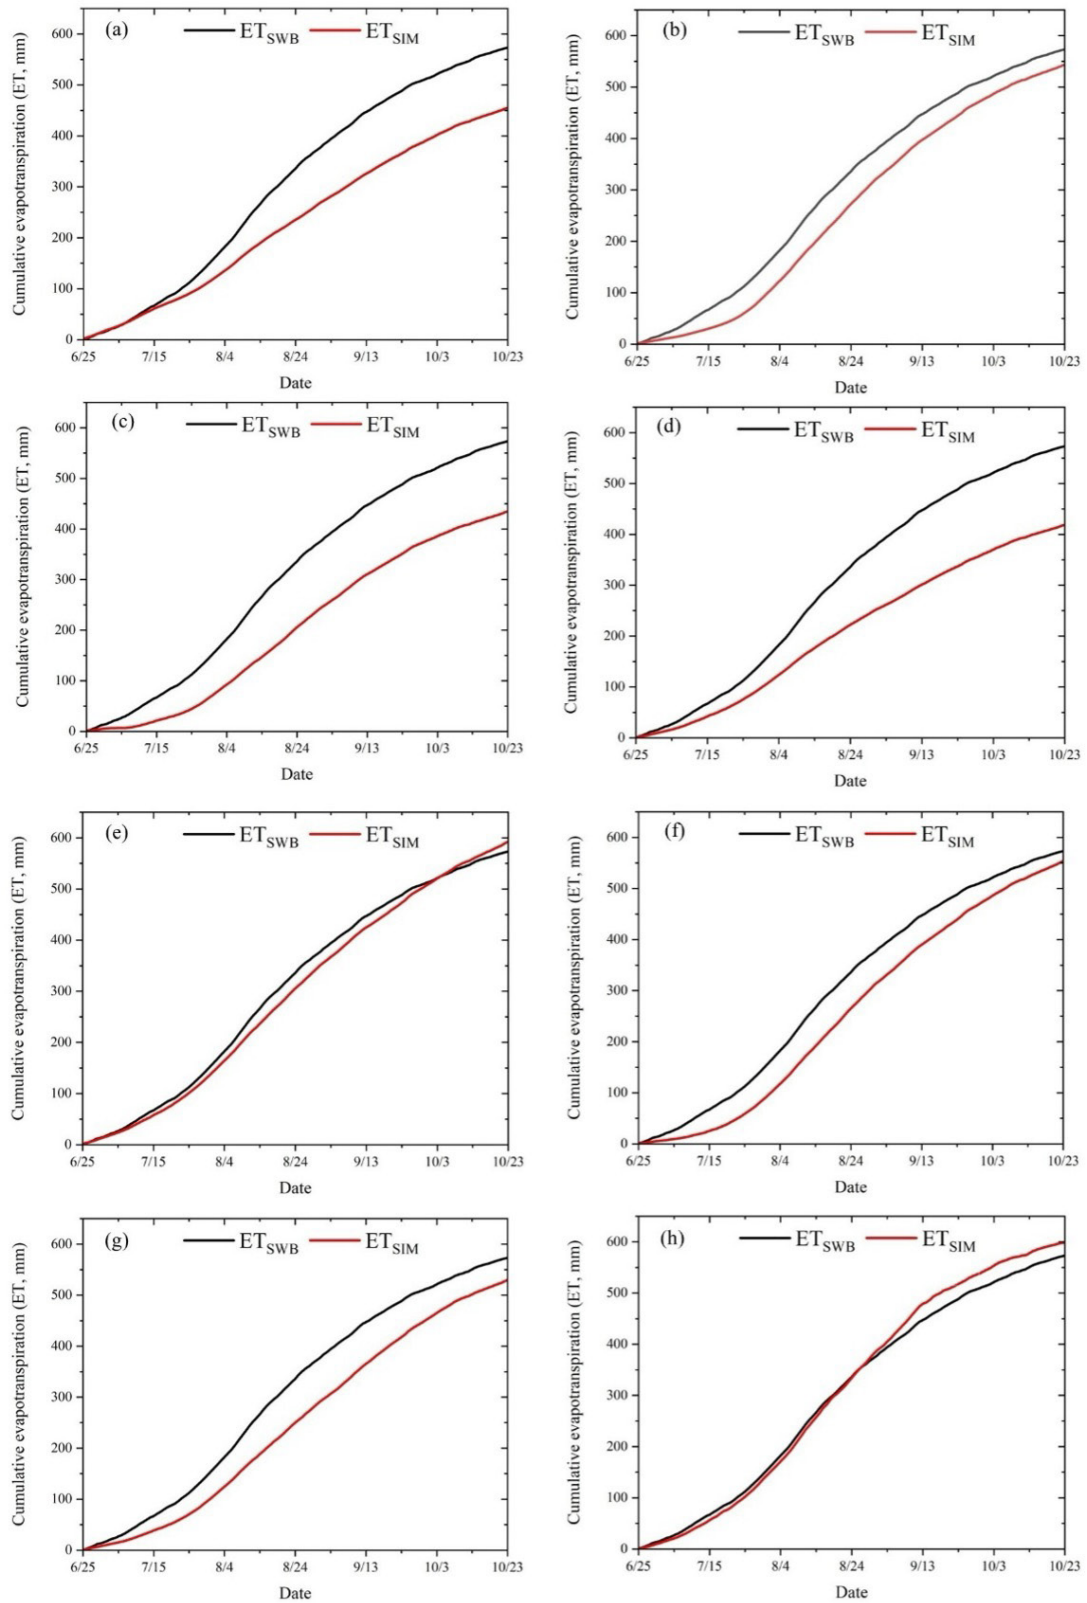 (a) ET_SWB ET_SIM
Cumulative evapotranspiration (ET, mm)
600
500
400
300
200
100
0
6/25 7/15 8/4 8/24 9/13 10/3 10/23
Date
(b) ET_SWB ET_SIM
Cumulative evapotranspiration (ET, mm)
600
500
400
300
200
100
0
6/25 7/15 8/4 8/24 9/13 10/3 10/23
Date
(c) ET_SWB ET_SIM
Cumulative evapotranspiration (ET, mm)
600
500
400
300
200
100
0
6/25 7/15 8/4 8/24 9/13 10/3 10/23
Date
(d) ET_SWB ET_SIM
Cumulative evapotranspiration (ET, mm)
600
500
400
300
200
100
0
6/25 7/15 8/4 8/24 9/13 10/3 10/23
Date
(e) ET_SWB ET_SIM
Cumulative evapotranspiration (ET, mm)
600
500
400
300
200
100
0
6/25 7/15 8/4 8/24 9/13 10/3 10/23
Date
(f) ET_SWB ET_SIM
Cumulative evapotranspiration (ET, mm)
600
500
400
300
200
100
0
6/25 7/15 8/4 8/24 9/13 10/3 10/23
Date
(g) ET_SWB ET_SIM
Cumulative evapotranspiration (ET, mm)
600
500
400
300
200
100
0
6/25 7/15 8/4 8/24 9/13 10/3 10/23
Date
(h) ET_SWB ET_SIM
Cumulative evapotranspiration (ET, mm)
600
500
400
300
200
100
0
6/25 7/15 8/4 8/24 9/13 10/3 10/23
Date